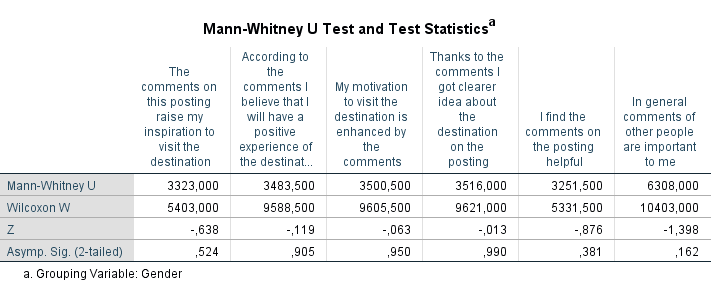 Mann-Whitney U Test and Test Statisticsa
The comments on this posting raise my inspiration to visit the destination
According to the comments I believe that I will have a positive experience of the destinat...
My motivation to visit the destination is enhanced by the comments
Thanks to the comments I got clearer idea about the destination on the posting
I find the comments on the posting helpful
In general comments of other people are important to me
Mann-Whitney U 3323,000 3483,500 3500,500 3516,000 3251,500 6308,000
Wilcoxon W 5403,000 9588,500 9605,500 9621,000 5331,500 10403,000
Z -,638 -,119 -,063 -,013 -,876 -1,398
Asymp. Sig. (2-tailed) ,524 ,905 ,950 ,990 ,381 ,162
a. Grouping Variable: Gender